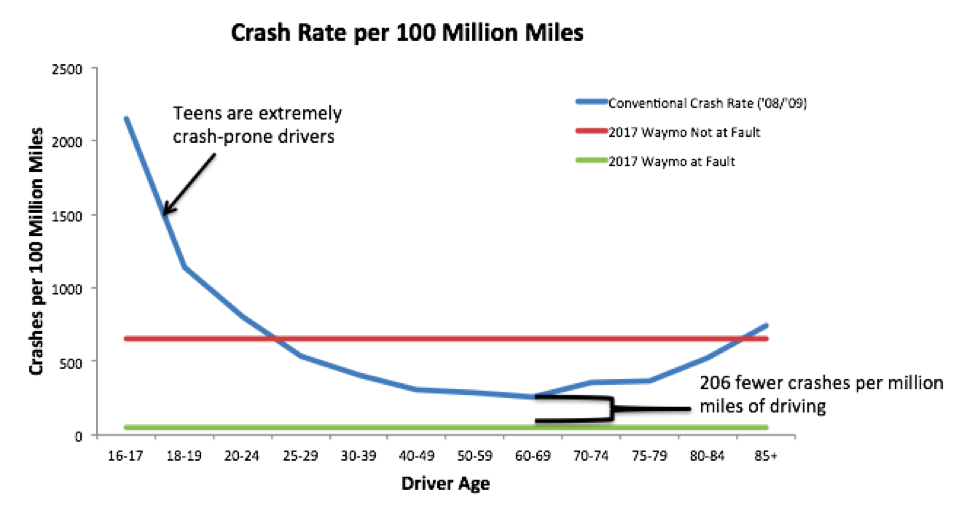 Crash Rate per 100 Million Miles
2500
2000
1500
1000
500
0
Crashes per 100 Million Miles
Teens are extremely
crash-prone drivers
Conventional Crash Rate ('08/'09)
2017 Waymo Not at Fault
2017 Waymo at Fault
206 fewer crashes per million
miles of driving
16-17 18-19 20-24 25-29 30-39 40-49 50-59 60-69 70-74 75-79 80-84 85+
Driver Age